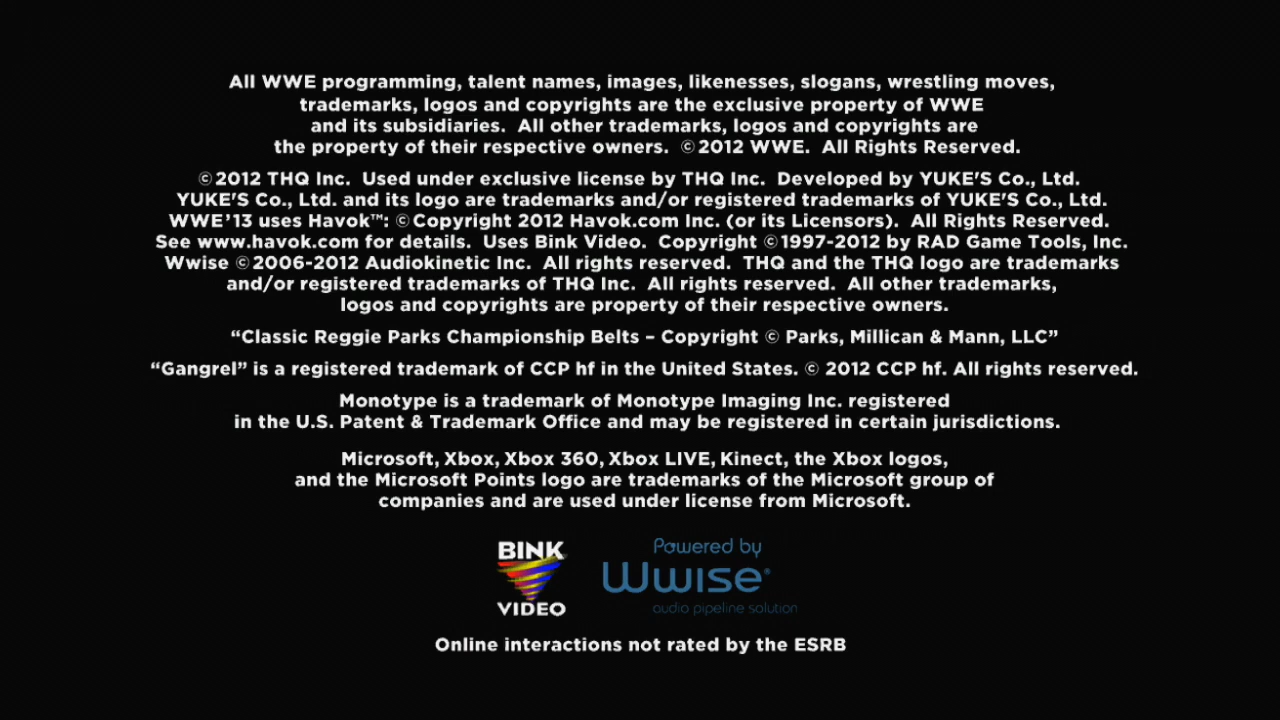 All WWE programming, talent names, images, likenesses, slogans, wrestling moves,
trademarks, logos and copyrights are the exclusive property of WWE
and its subsidiaries.  All other trademarks, logos and copyrights are
the property of their respective owners.  ©2012 WWE.  All Rights Reserved.
©2012 THQ Inc.  Used under exclusive license by THQ Inc.  Developed by YUKE'S Co., Ltd.
YUKE'S Co., Ltd. and its logo are trademarks and/or registered trademarks of YUKE'S Co., Ltd.
WWE’13 uses Havok™: ©Copyright 2012 Havok.com Inc. (or its Licensors).  All Rights Reserved.
See www.havok.com for details.  Uses Bink Video.  Copyright ©1997-2012 by RAD Game Tools, Inc.
Wwise ©2006-2012 Audiokinetic Inc.  All rights reserved.  THQ and the THQ logo are trademarks
and/or registered trademarks of THQ Inc.  All rights reserved.  All other trademarks,
logos and copyrights are property of their respective owners.
“Classic Reggie Parks Championship Belts – Copyright © Parks, Millican & Mann, LLC”
“Gangrel” is a registered trademark of CCP hf in the United States. © 2012 CCP hf. All rights reserved.
Monotype is a trademark of Monotype Imaging Inc. registered
in the U.S. Patent & Trademark Office and may be registered in certain jurisdictions.
Microsoft, Xbox, Xbox 360, Xbox LIVE, Kinect, the Xbox logos,
and the Microsoft Points logo are trademarks of the Microsoft group of
companies and are used under license from Microsoft.
BINK
VIDEO
Powered by
Wwise®
audio pipeline solution
Online interactions not rated by the ESRB